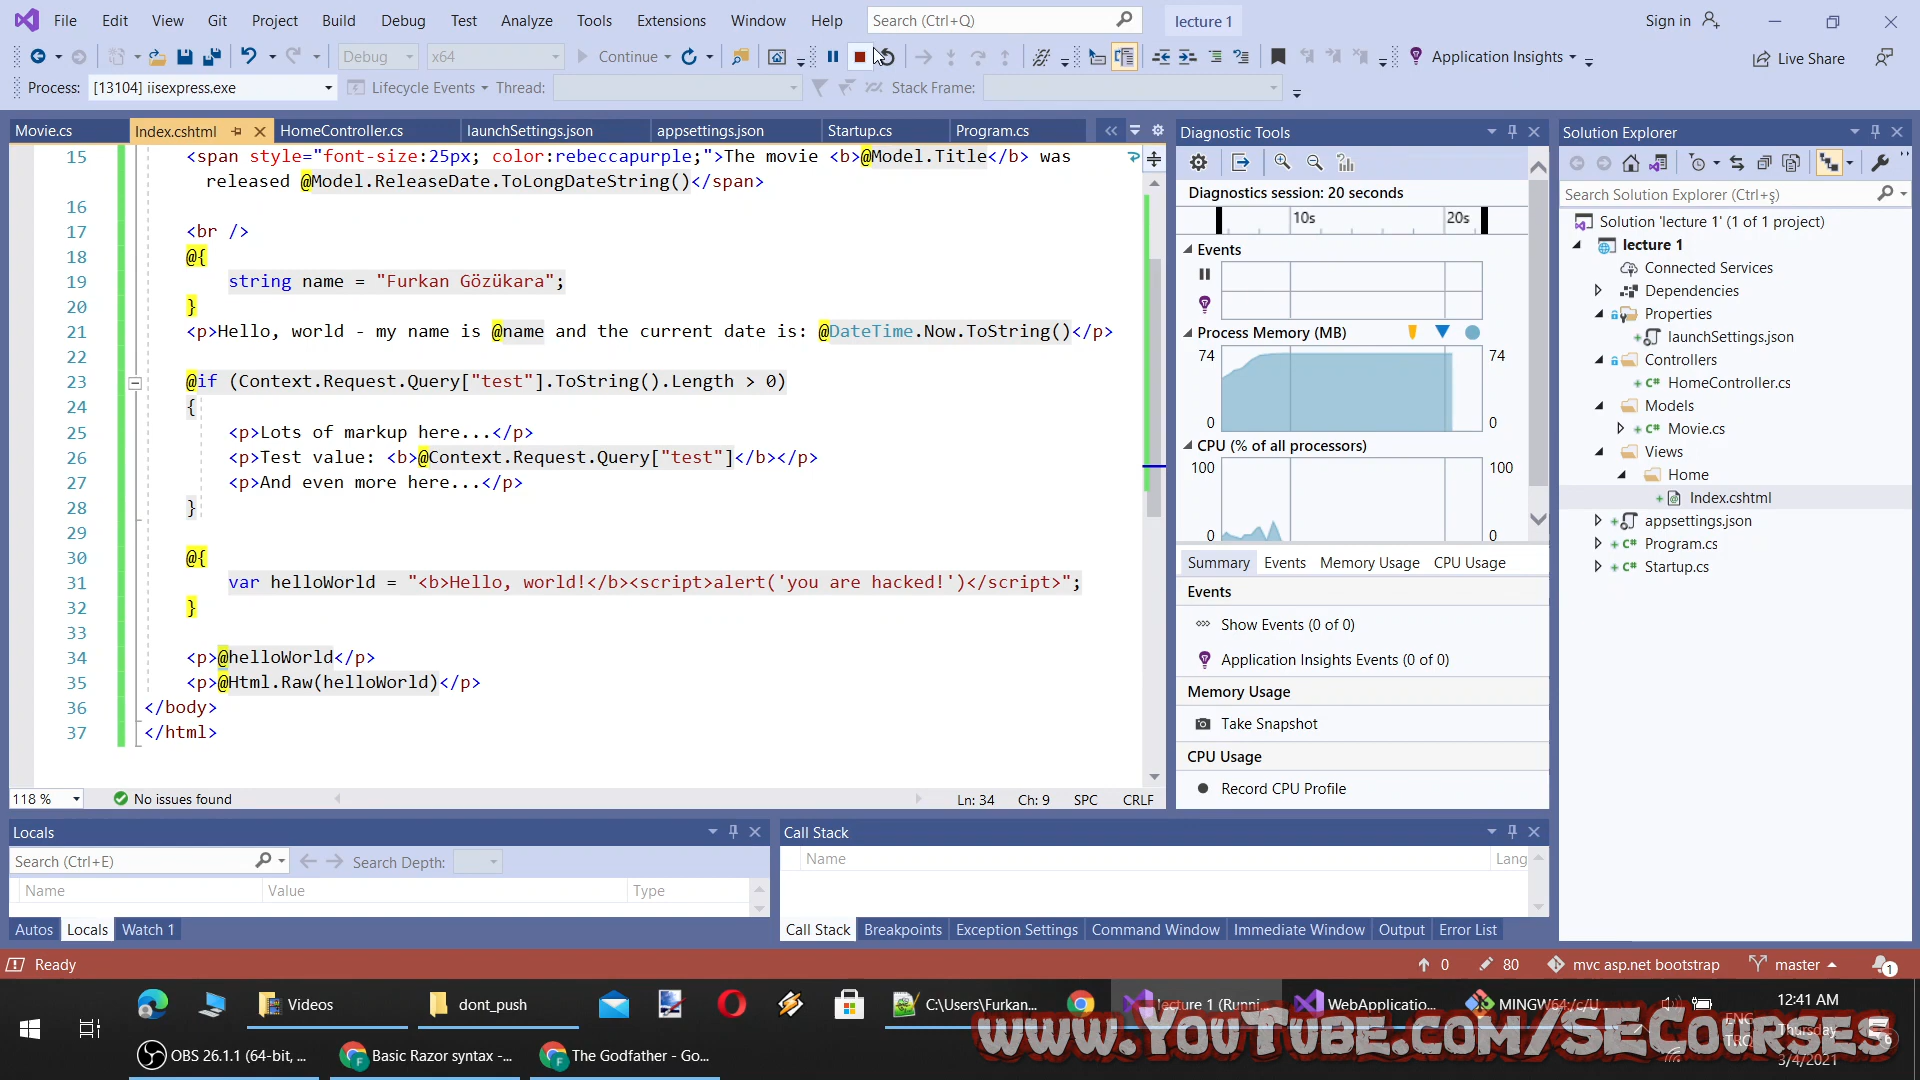 File Edit View Git Project Build Debug Test Analyze Tools Extensions Window Help Search (Ctrl+Q) lecture 1 Sign in
Debug x64 Continue Application Insights Live Share
Process: [13104] iisexpress.exe Lifecycle Events Thread: Stack Frame:
Movie.cs Index.cshtml HomeController.cs launchSettings.json appsettings.json Startup.cs Program.cs
15 <span style="font-size:25px; color:rebeccapurple;">The movie <b>@Model.Title</b> was
released @Model.ReleaseDate.ToLongDateString()</span>
16
17 <br />
18 @{
19 string name = "Furkan Gözükara";
20 }
21 <p>Hello, world - my name is @name and the current date is: @DateTime.Now.ToString()</p>
22
23 @if (Context.Request.Query["test"].ToString().Length > 0)
24 {
25 <p>Lots of markup here...</p>
26 <p>Test value: <b>@Context.Request.Query["test"]</b></p>
27 <p>And even more here...</p>
28 }
29
30 @{
31 var helloWorld = "<b>Hello, world!</b><script>alert('you are hacked!')</script>";
32 }
33
34 <p>@helloWorld</p>
35 <p>@Html.Raw(helloWorld)</p>
36 </body>
37 </html>
118 % No issues found Ln: 34 Ch: 9 SPC CRLF
Diagnostic Tools
Diagnostics session: 20 seconds
10s 20s
Events
Process Memory (MB)
74 74
0 0
CPU (% of all processors)
100 100
0 0
Summary Events Memory Usage CPU Usage
Events
Show Events (0 of 0)
Application Insights Events (0 of 0)
Memory Usage
Take Snapshot
CPU Usage
Record CPU Profile
Solution Explorer
Search Solution Explorer (Ctrl+ş)
Solution 'lecture 1' (1 of 1 project)
lecture 1
Connected Services
Dependencies
Properties
launchSettings.json
Controllers
HomeController.cs
Models
Movie.cs
Views
Home
Index.cshtml
appsettings.json
Program.cs
Startup.cs
Locals
Search (Ctrl+E) Search Depth:
Name Value Type
Autos Locals Watch 1
Call Stack
Name Lang
Call Stack Breakpoints Exception Settings Command Window Immediate Window Output Error List
Ready 0 80 mvc asp.net bootstrap master 1
Videos dont_push C:\Users\Furkan... lecture 1 (Runni... WebApplicatio... MINGW64:/c/U... 12:41 AM
ENG Thursday
TRQ 3/4/2021 6
OBS 26.1.1 (64-bit, ... Basic Razor syntax -... The Godfather - Go...
www.YouTube.com/SECourses